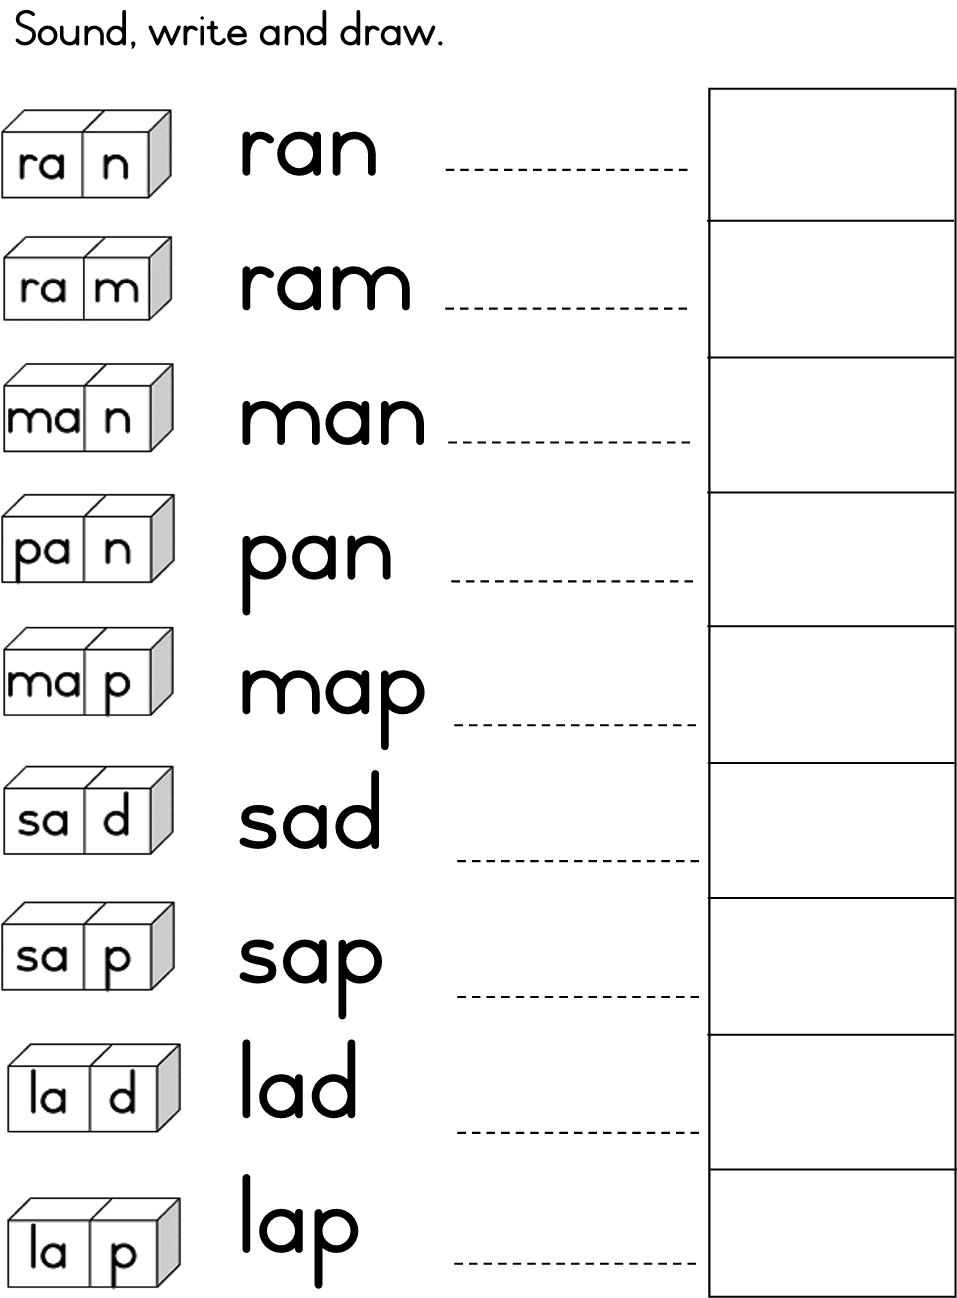 Sound, write and draw.
ra n ran
ra m ram
ma n man
pa n pan
ma p map
sa d sad
sa p sap
la d lad
la p lap